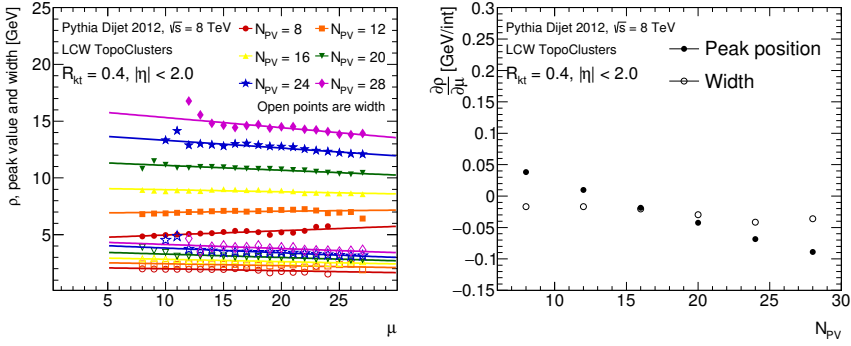 Pythia Dijet 2012, √s = 8 TeV
LCW TopoClusters
R_kt = 0.4, |η| < 2.0
N_PV = 8
N_PV = 12
N_PV = 16
N_PV = 20
N_PV = 24
N_PV = 28
Open points are width
ρ, peak value and width [GeV]
25
20
15
10
5
5 10 15 20 25 30
μ
Pythia Dijet 2012, √s = 8 TeV
LCW TopoClusters
R_kt = 0.4, |η| < 2.0
Peak position
Width
∂ρ/∂μ [GeV/int]
0.3
0.25
0.2
0.15
0.1
0.05
0
−0.05
−0.1
−0.15
10 15 20 25 30
N_PV